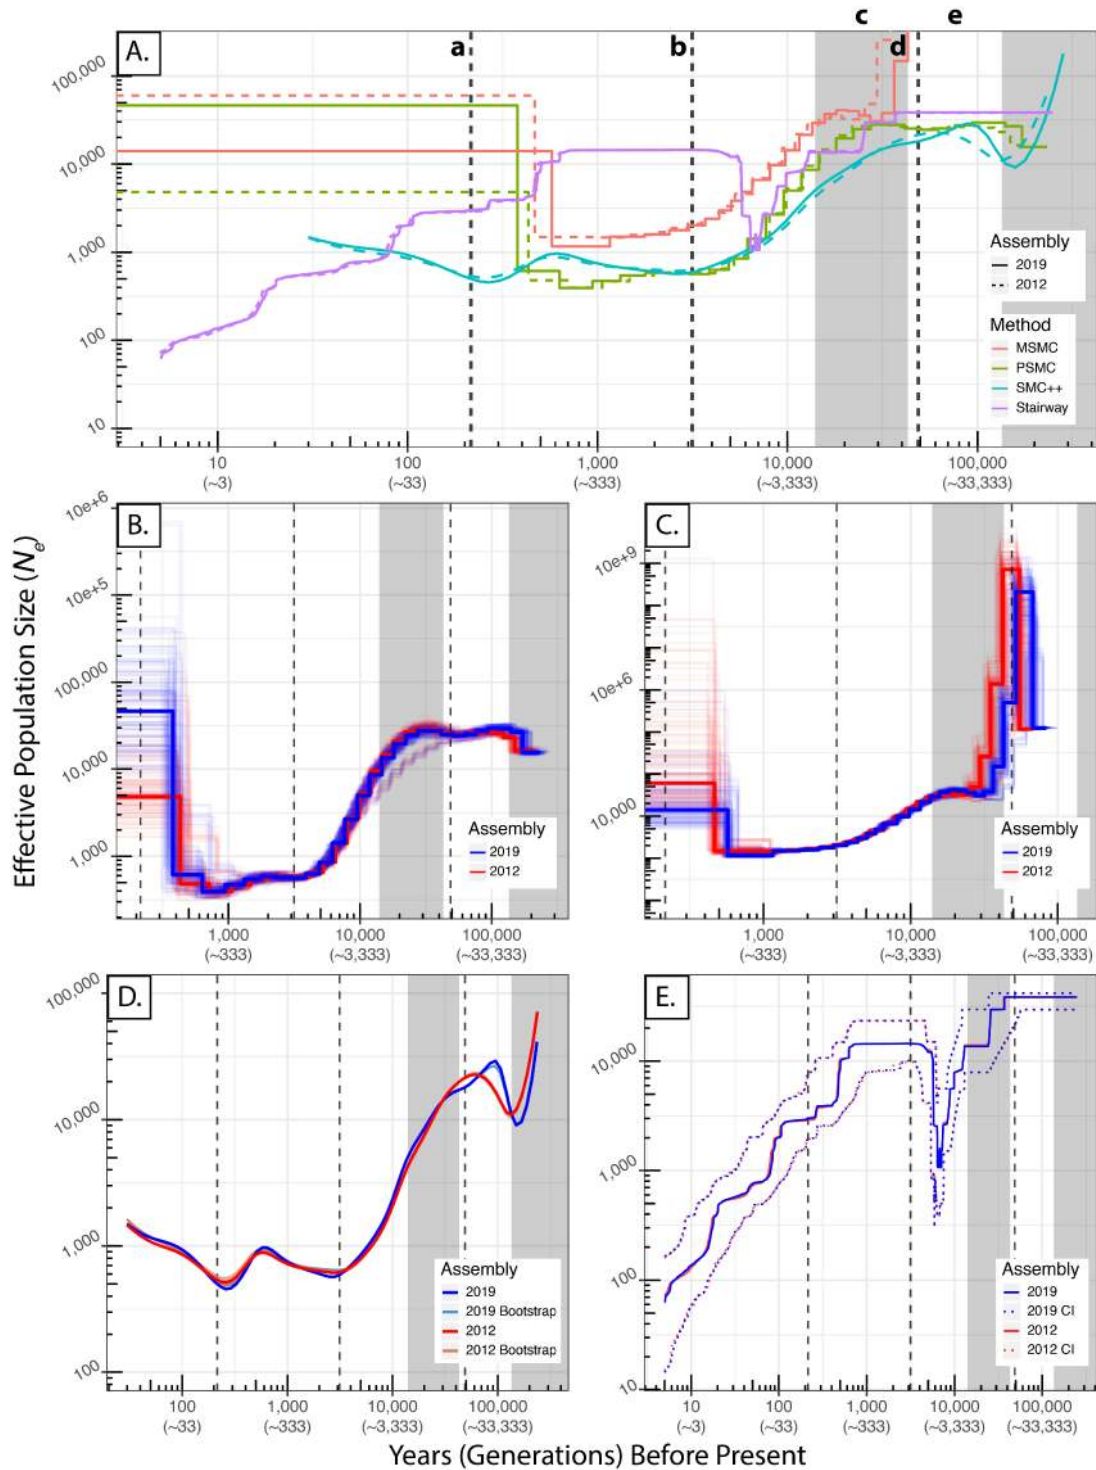 c e
A. a b d
100,000
10,000
1,000
100
10
Assembly
2019
2012
Method
MSMC
PSMC
SMC++
Stairway
10 100 1,000 10,000 100,000
(~3) (~33) (~333) (~3,333) (~33,333)
Effective Population Size (Ne)
B.
10e+6
10e+5
100,000
10,000
1,000
Assembly
2019
2012
1,000 10,000 100,000
(~333) (~3,333) (~33,333)
C.
10e+9
10e+6
10,000
Assembly
2019
2012
1,000 10,000 100,000
(~333) (~3,333) (~33,333)
D.
100,000
10,000
1,000
100
Assembly
2019
2019 Bootstrap
2012
2012 Bootstrap
100 1,000 10,000 100,000
(~33) (~333) (~3,333) (~33,333)
E.
10,000
1,000
100
10
Assembly
2019
2019 CI
2012
2012 CI
10 100 1,000 10,000 100,000
(~3) (~33) (~333) (~3,333) (~33,333)
Years (Generations) Before Present